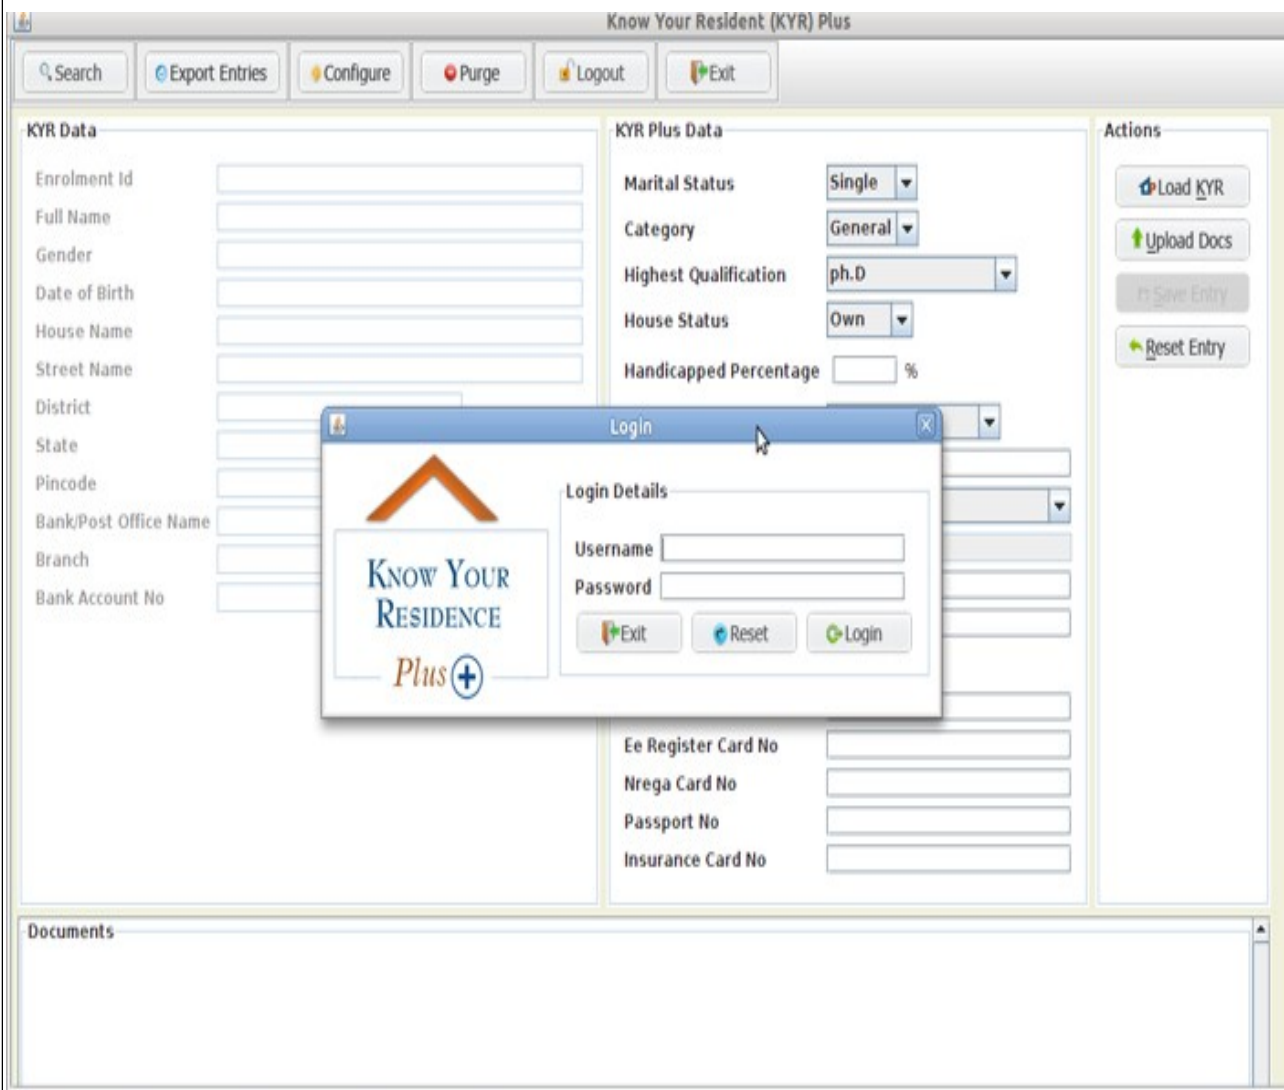 Know Your Resident (KYR) Plus
Search Export Entries Configure Purge Logout Exit
KYR Data
Enrolment Id
Full Name
Gender
Date of Birth
House Name
Street Name
District
State
Pincode
Bank/Post Office Name
Branch
Bank Account No
KYR Plus Data
Marital Status Single
Category General
Highest Qualification ph.D
House Status Own
Handicapped Percentage %
Ee Register Card No
Nrega Card No
Passport No
Insurance Card No
Actions
Load KYR
Upload Docs
Save Entry
Reset Entry
Login
KNOW YOUR
RESIDENCE
Plus +
Login Details
Username
Password
Exit Reset Login
Documents